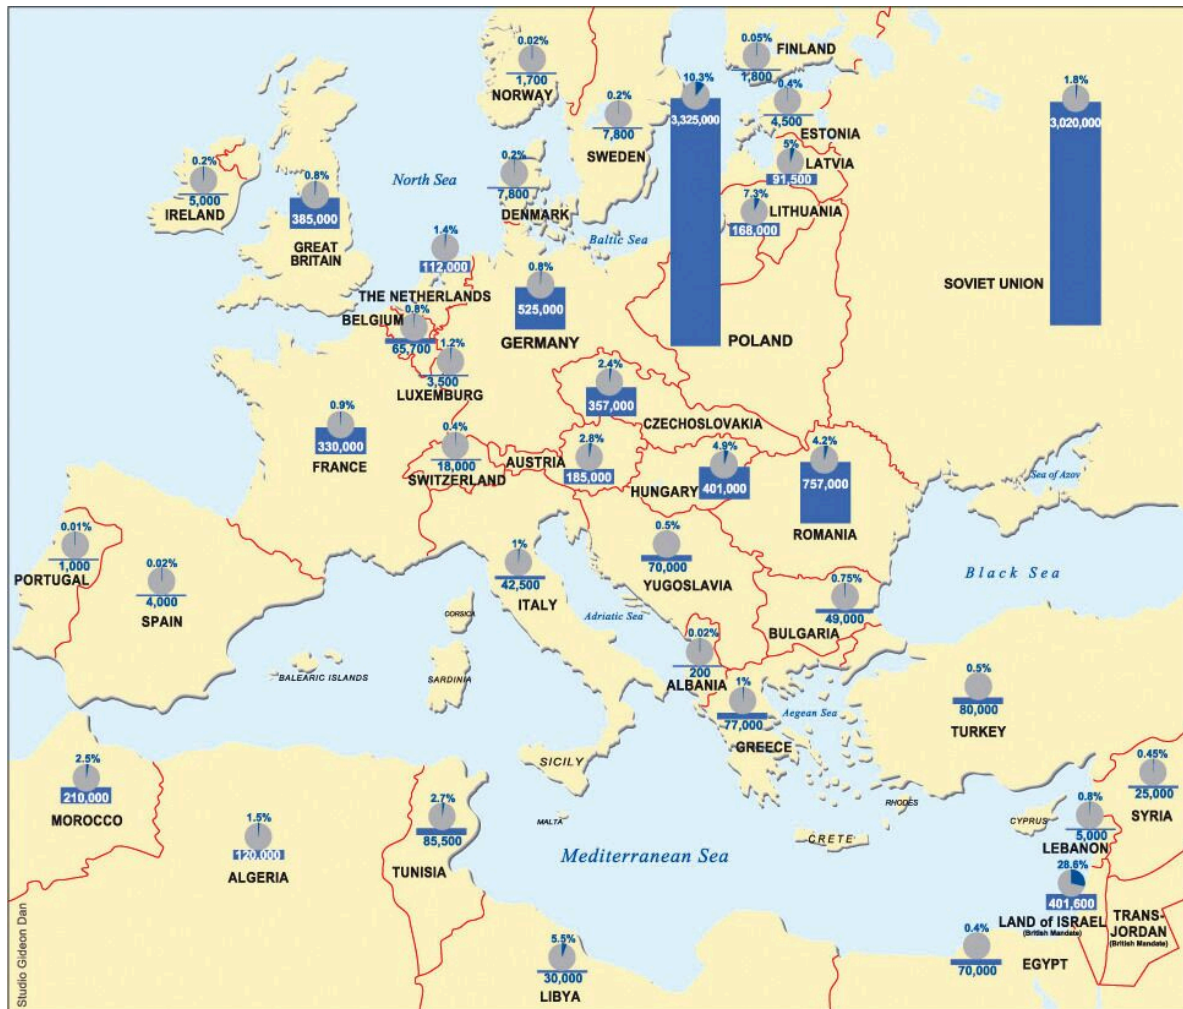 0.02%
1,700
NORWAY
0.05%
FINLAND
1,800
10.3%
3,325,000
POLAND
1.8%
3,020,000
SOVIET UNION
0.2%
7,800
SWEDEN
0.4%
4,500
ESTONIA
5%
LATVIA
91,500
7.3%
LITHUANIA
168,000
0.2%
5,000
IRELAND
0.8%
385,000
GREAT
BRITAIN
North Sea
0.2%
7,800
DENMARK
Baltic Sea
1.4%
112,000
THE NETHERLANDS
0.8%
BELGIUM
65,700
0.8%
525,000
GERMANY
1.2%
3,500
LUXEMBURG
2.4%
357,000
CZECHOSLOVAKIA
0.9%
330,000
FRANCE
0.4%
18,000
SWITZERLAND
2.8%
AUSTRIA
185,000
4.9%
401,000
HUNGARY
4.2%
757,000
ROMANIA
Sea of Azov
0.01%
1,000
PORTUGAL
0.02%
4,000
SPAIN
1%
42,500
ITALY
0.5%
70,000
YUGOSLAVIA
Black Sea
0.75%
49,000
BULGARIA
CORSICA
Adriatic Sea
0.02%
200
ALBANIA
BALEARIC ISLANDS
SARDINIA
1%
77,000
GREECE
Aegean Sea
0.5%
80,000
TURKEY
SICILY
2.5%
210,000
MOROCCO
1.5%
120,000
ALGERIA
2.7%
85,500
TUNISIA
MALTA
Mediterranean Sea
CRETE
RHODES
CYPRUS
0.45%
25,000
SYRIA
0.8%
5,000
LEBANON
28.6%
401,600
LAND of ISRAEL
(British Mandate)
TRANS-
JORDAN
(British Mandate)
5.5%
30,000
LIBYA
0.4%
70,000
EGYPT
Studio Gideon Dan